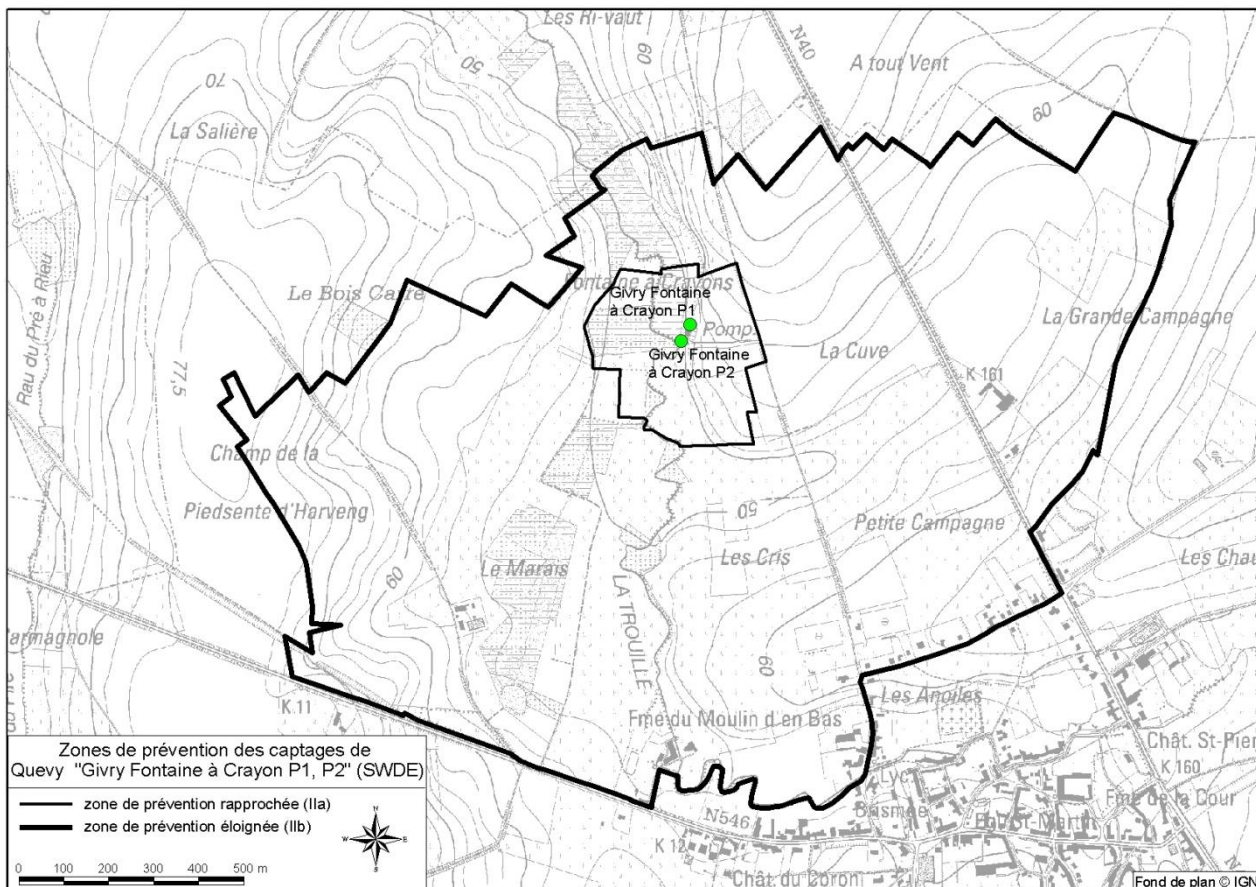 Les Ri-vaut
N40
60
A tout Vent
50
70
60
La Salière
Rau du Pré à Rieu
Fontaine à Crayons
Le Bois Carré
Givry Fontaine
à Crayon P1
Pomp.
La Grande Campagne
77,5
Givry Fontaine
à Crayon P2
La Cuve
K 161
Champ de la
Piedsente d'Harveng
50
Petite Campagne
Les Cris
Le Marais
60
LA TROUILLE
60
Les Anoiles
K 11
Fme du Moulin d'en Bas
Chât. St-Pier
K 160
Fme de la Cour
N546
K 12
Chât. du Coron
Zones de prévention des captages de
Quevy "Givry Fontaine à Crayon P1, P2" (SWDE)
zone de prévention rapprochée (IIa)
zone de prévention éloignée (IIb)
N
W E
S
0 100 200 300 400 500 m
Fond de plan © IGN